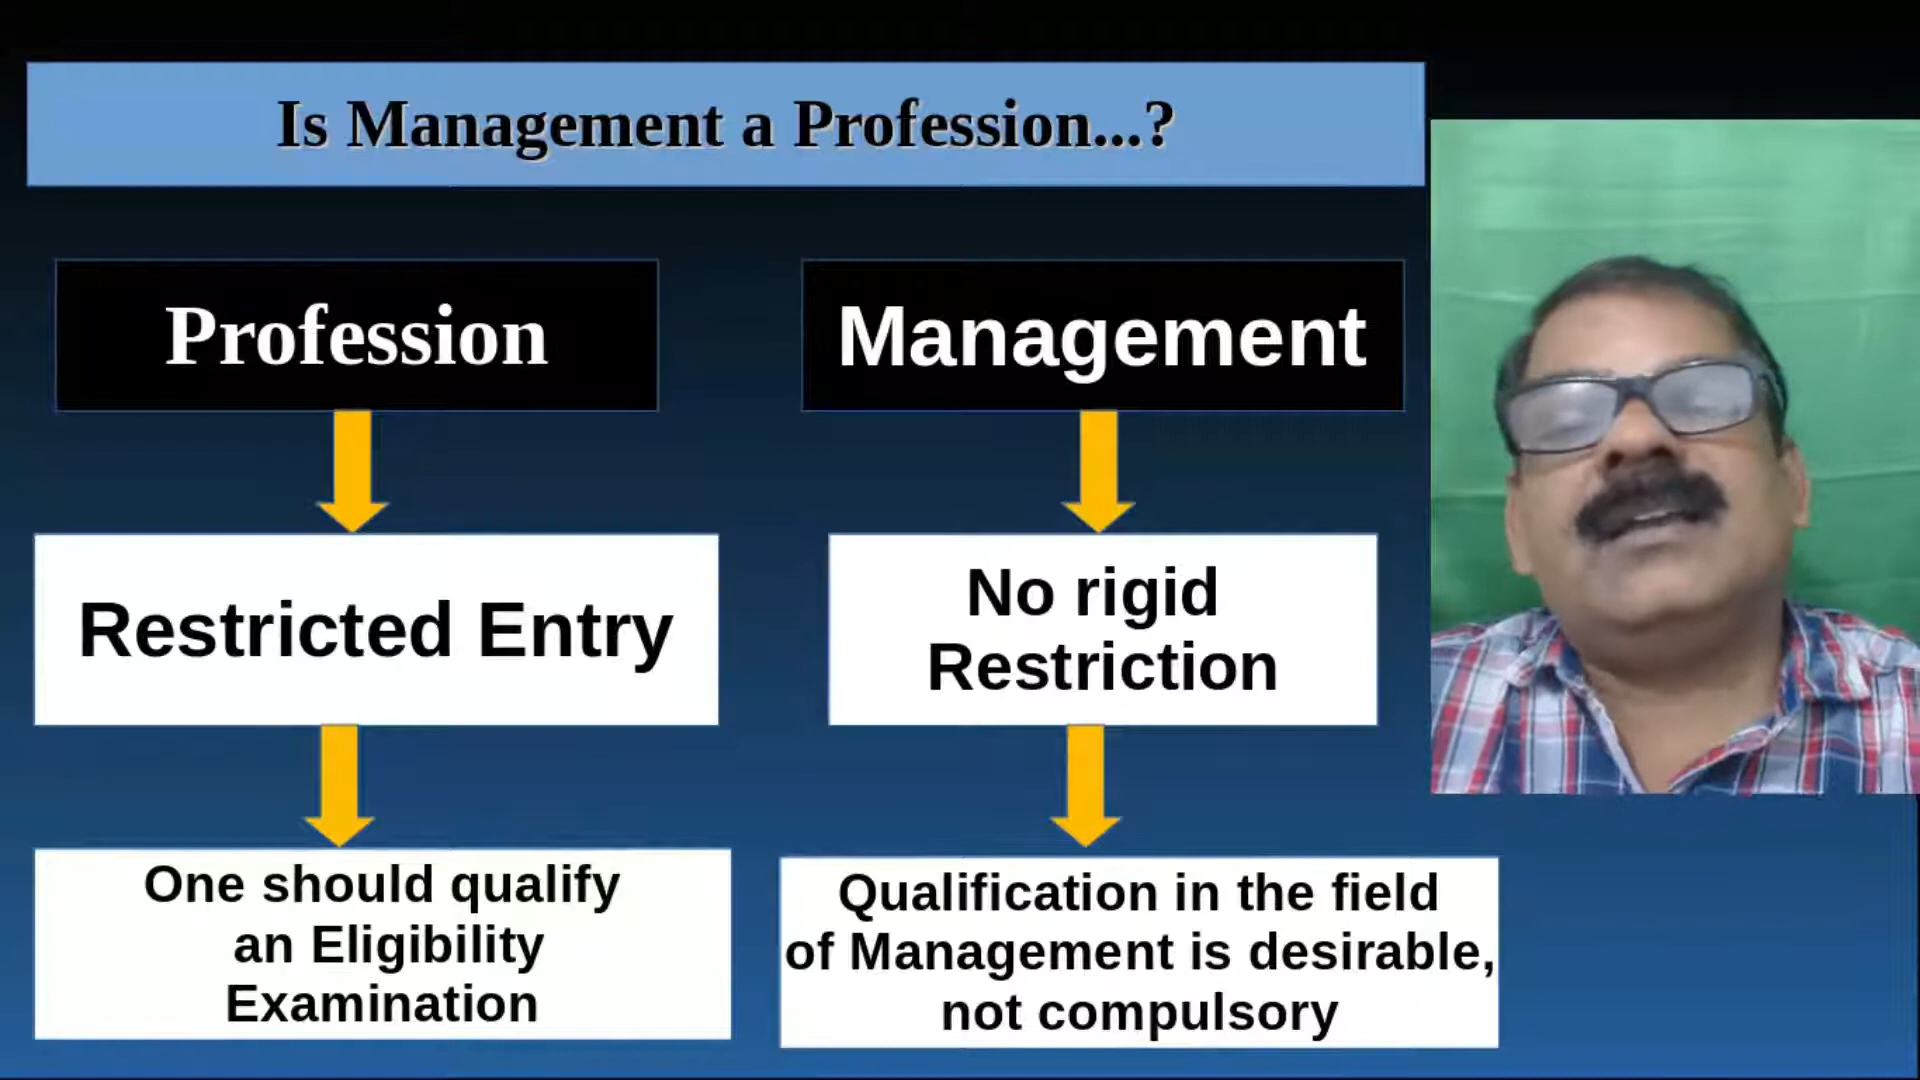 Is Management a Profession...?
Profession
Restricted Entry
One should qualify
an Eligibility
Examination
Management
No rigid
Restriction
Qualification in the field
of Management is desirable,
not compulsory